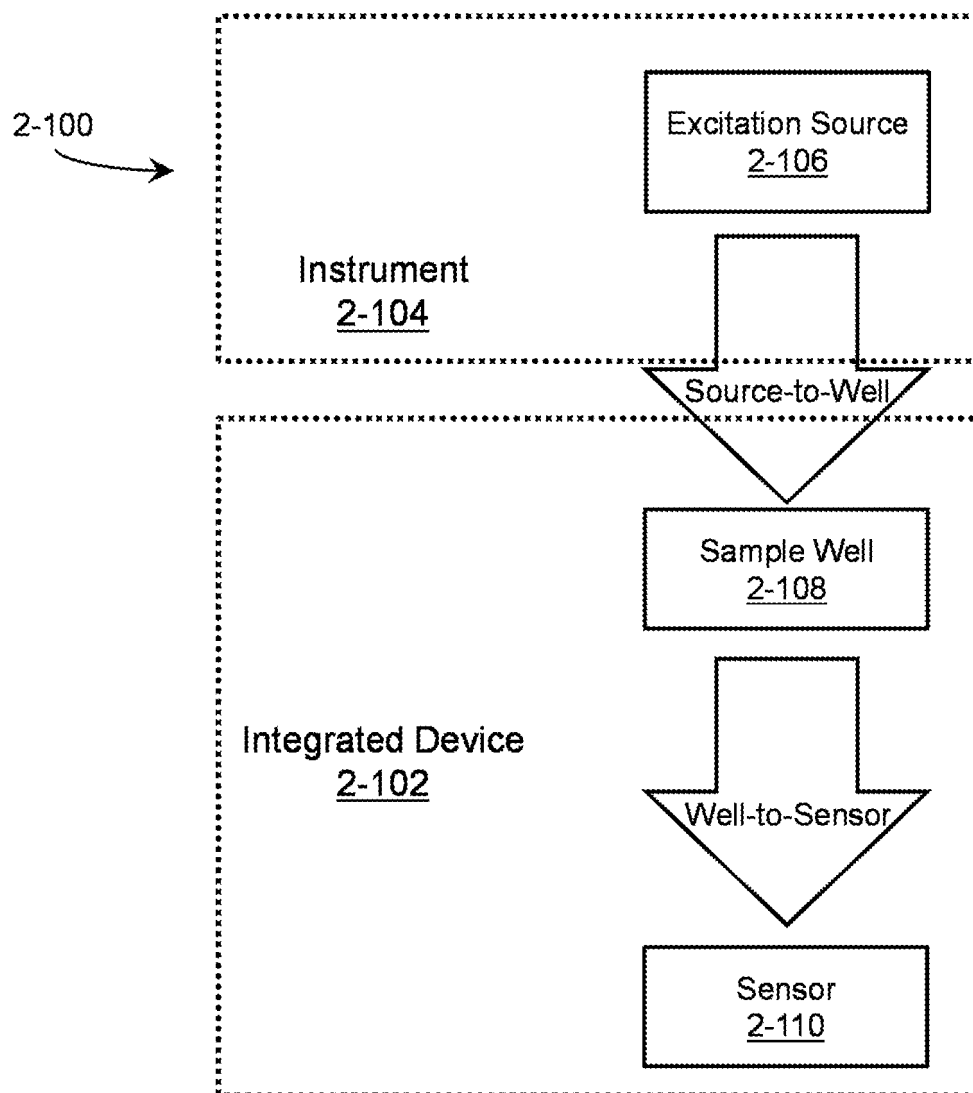 2-100
Excitation Source
2-106
Instrument
2-104
Source-to-Well
Sample Well
2-108
Integrated Device
2-102
Well-to-Sensor
Sensor
2-110